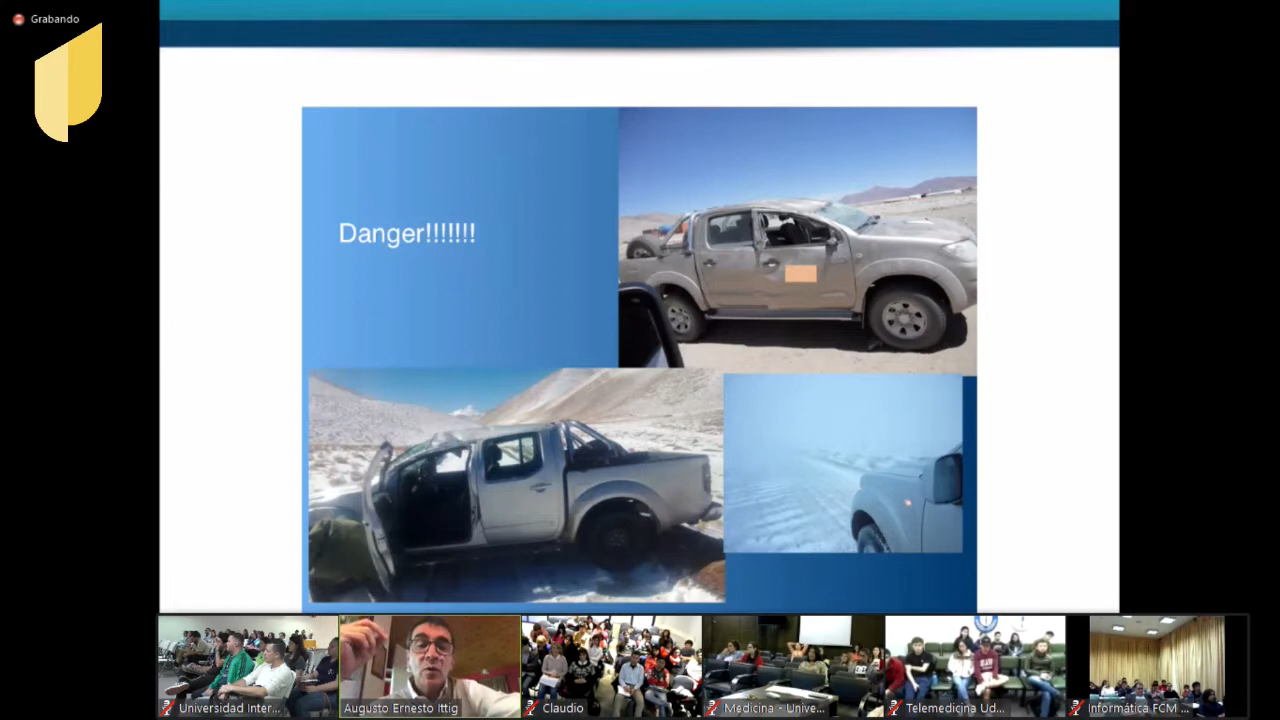 Grabando
Danger!!!!!!!
Universidad Inter...
Augusto Ernesto Ittig
Claudio
Medicina - Unive...
Telemedicina Ud...
Informática FCM ...